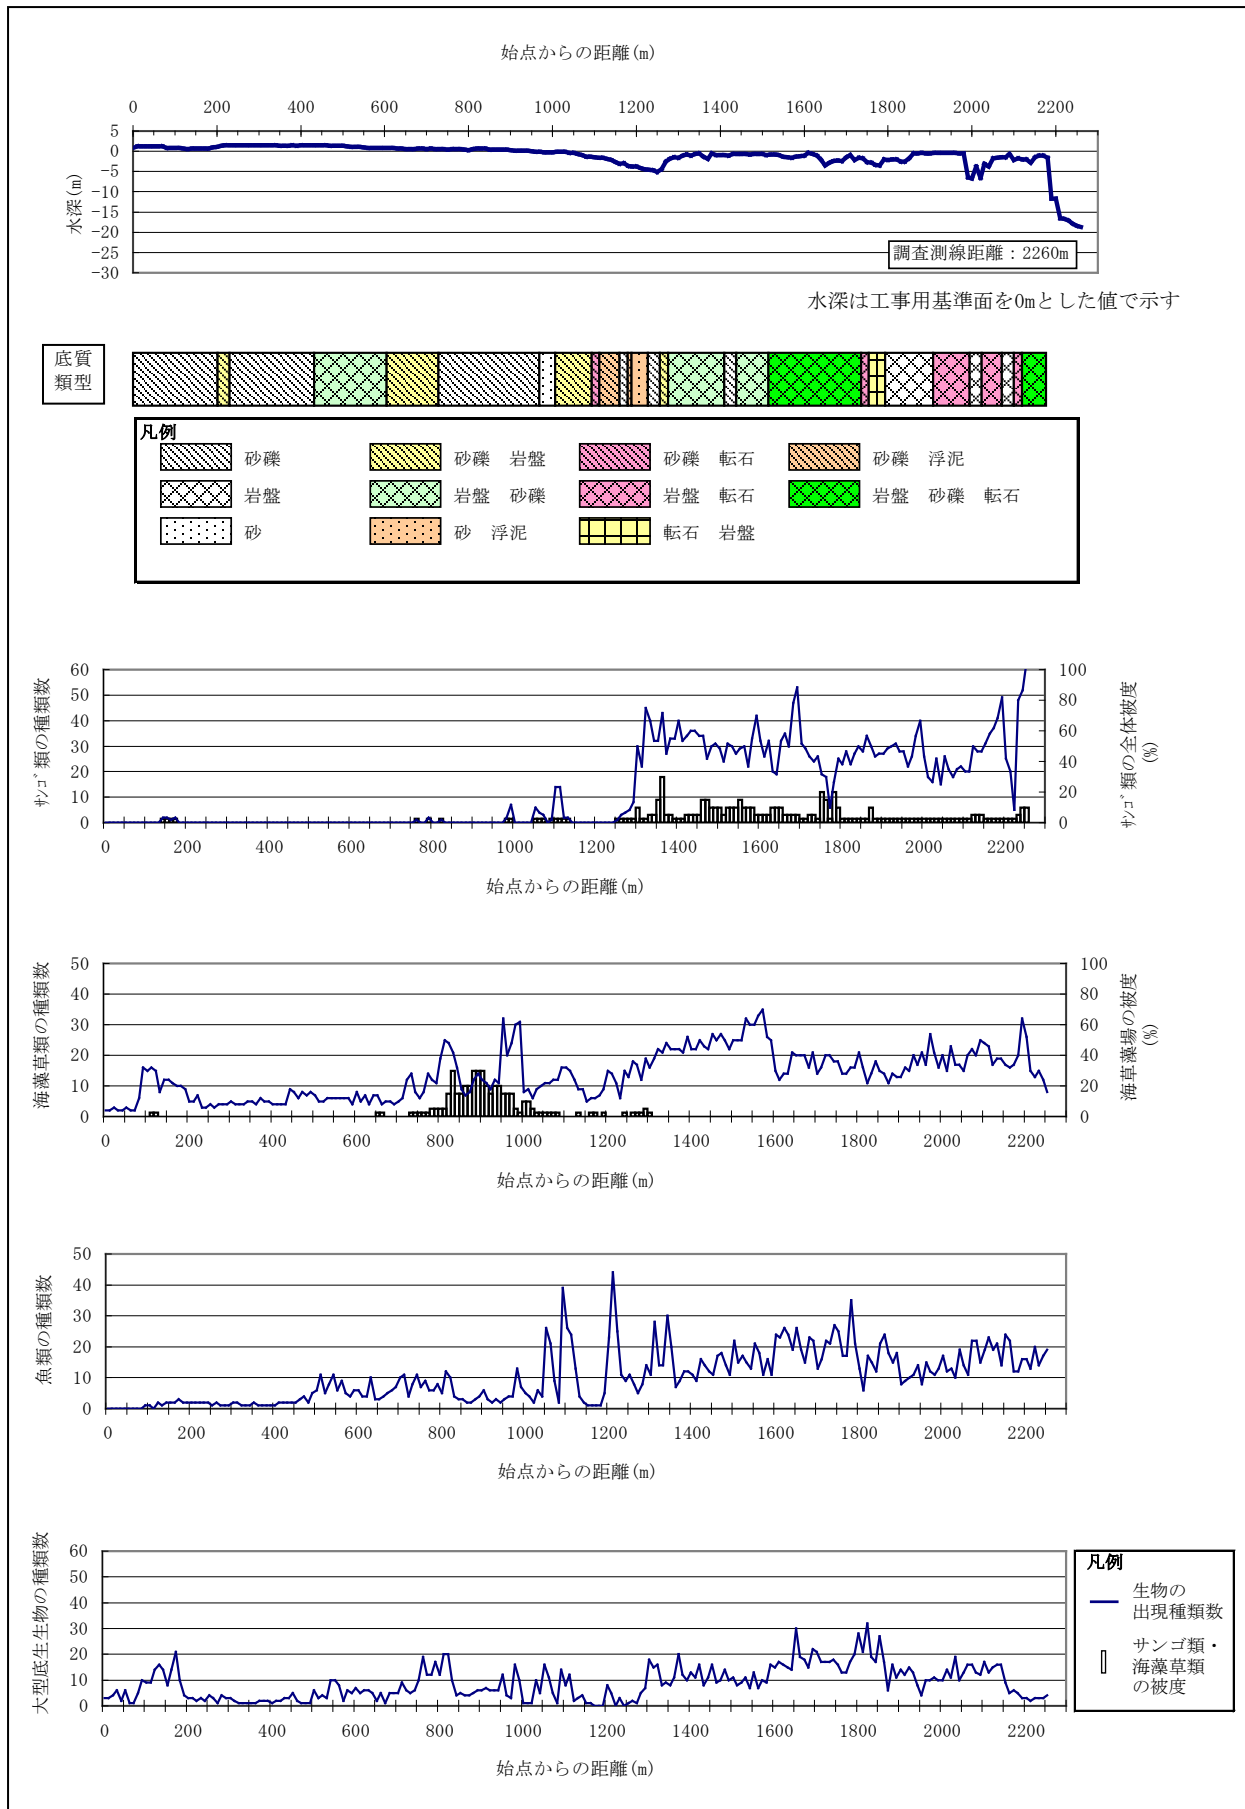 始点からの距離(m)
0 200 400 600 800 1000 1200 1400 1600 1800 2000 2200
5
0
-5
-10
-15
-20
-25
-30
水深(m)
調査測線距離：2260m
水深は工事用基準面を0mとした値で示す
底質
類型
凡例
砂礫 砂礫 岩盤 砂礫 転石 砂礫 浮泥
岩盤 岩盤 砂礫 岩盤 転石 岩盤 砂礫 転石
砂 砂 浮泥 転石 岩盤
サンゴ類の種類数
60
50
40
30
20
10
0
100
80
60
40
20
0
サンゴ類の全体被度
(%)
0 200 400 600 800 1000 1200 1400 1600 1800 2000 2200
始点からの距離(m)
海藻草類の種類数
50
40
30
20
10
0
100
80
60
40
20
0
海草藻場の被度
(%)
0 200 400 600 800 1000 1200 1400 1600 1800 2000 2200
始点からの距離(m)
魚類の種類数
50
40
30
20
10
0
0 200 400 600 800 1000 1200 1400 1600 1800 2000 2200
始点からの距離(m)
大型底生生物の種類数
60
50
40
30
20
10
0
0 200 400 600 800 1000 1200 1400 1600 1800 2000 2200
始点からの距離(m)
凡例
生物の
出現種類数
サンゴ類・
海藻草類
の被度